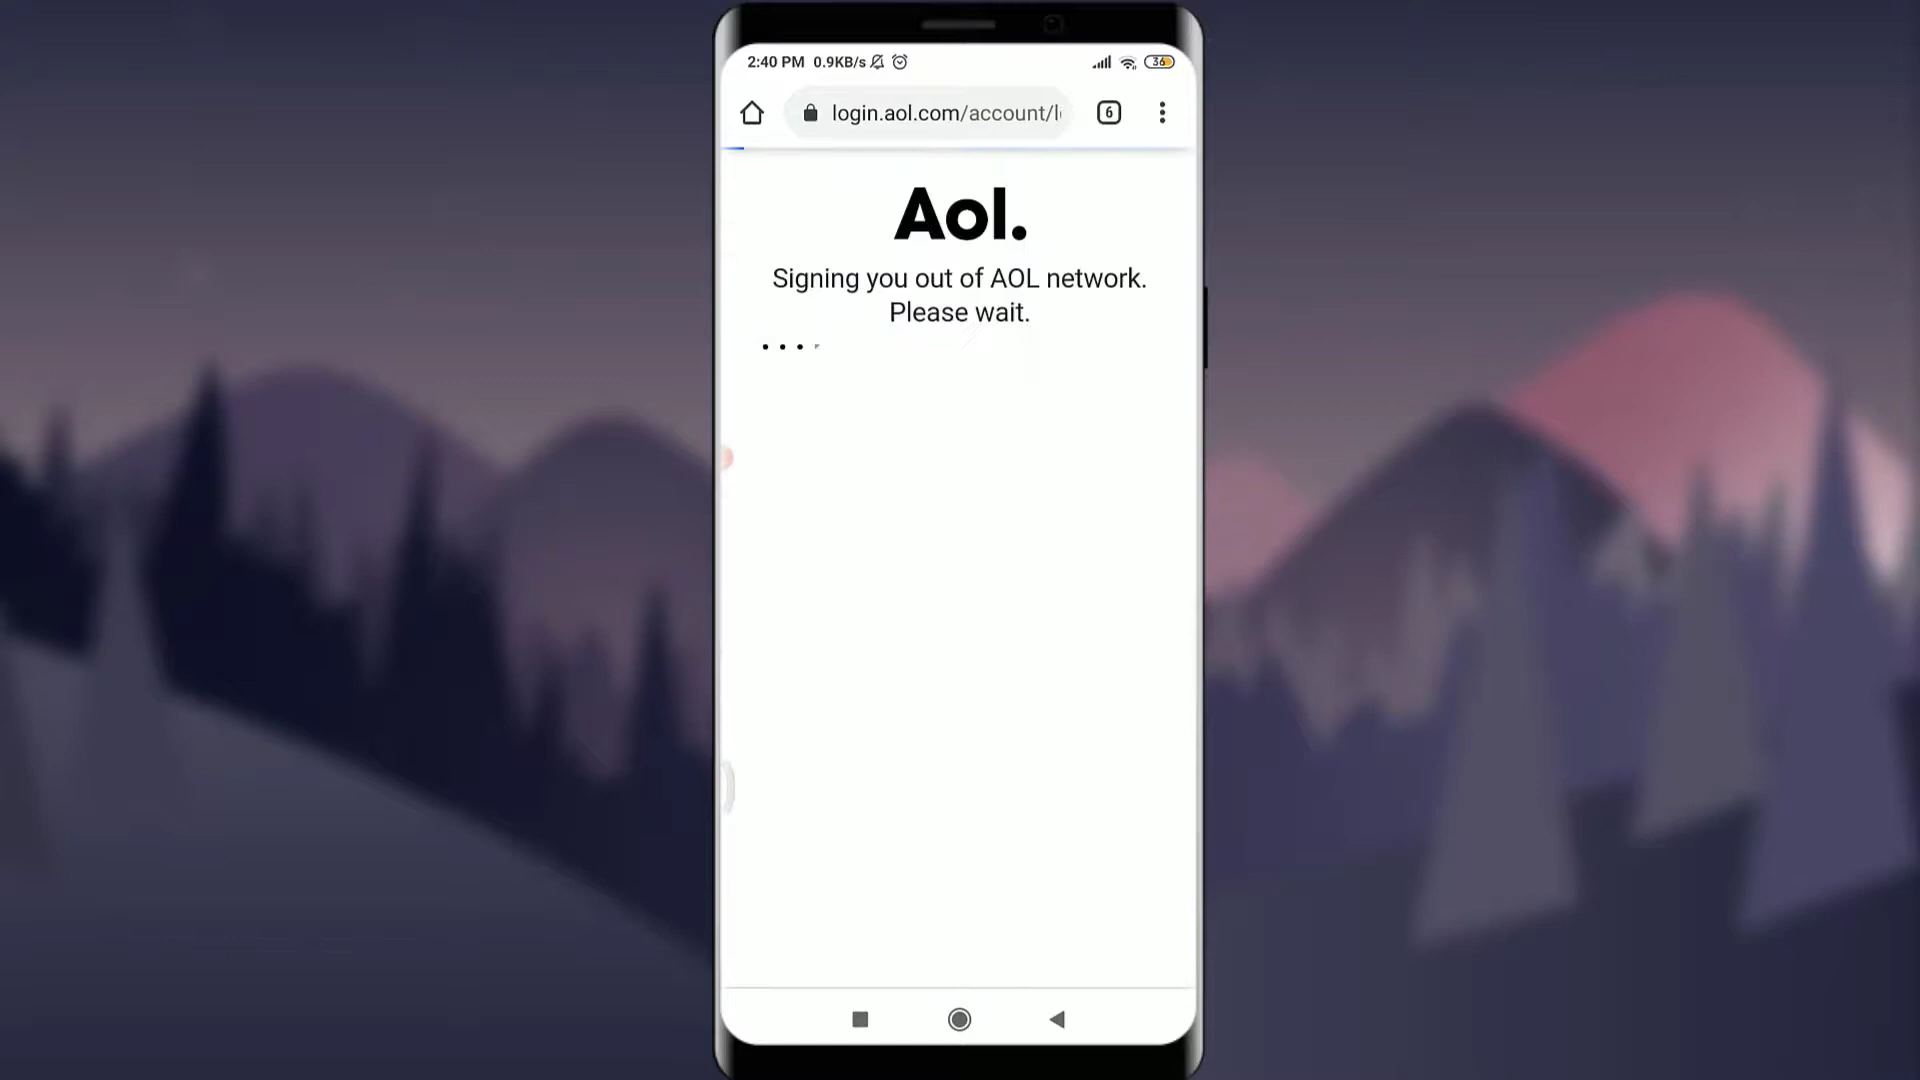 2:40 PM 0.9KB/s 36
login.aol.com/account/l
6
Aol.
Signing you out of AOL network.
Please wait.